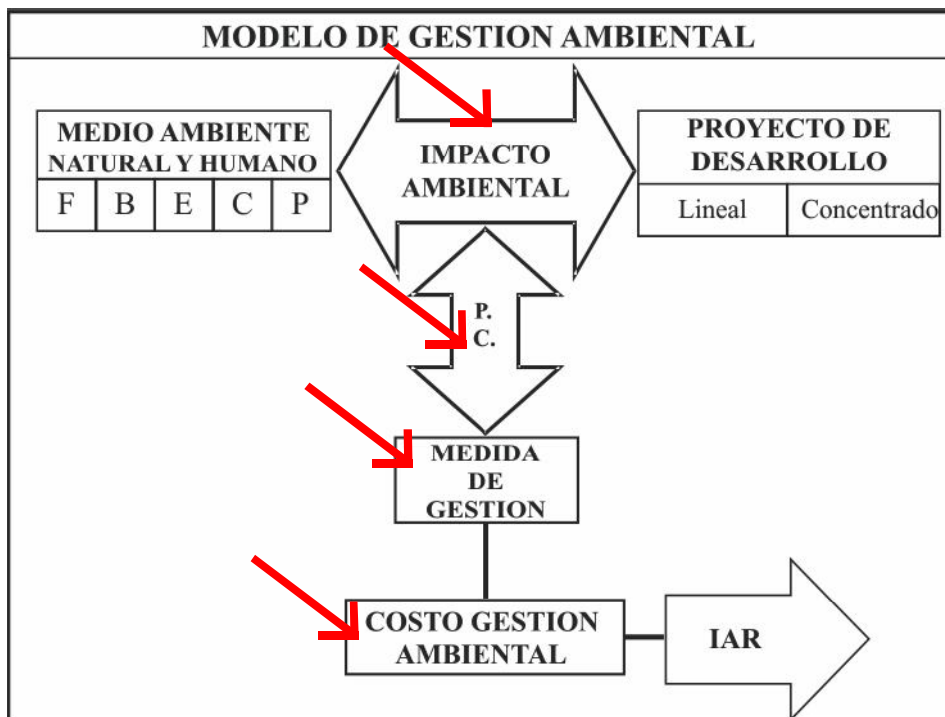 MODELO DE GESTION AMBIENTAL
MEDIO AMBIENTE
NATURAL Y HUMANO
F B E C P
IMPACTO
AMBIENTAL
PROYECTO DE
DESARROLLO
Lineal Concentrado
P.
C.
MEDIDA
DE
GESTION
COSTO GESTION
AMBIENTAL
IAR